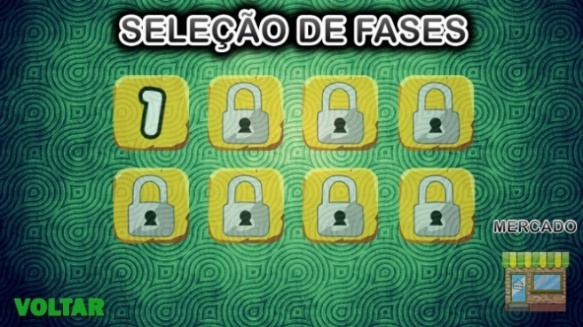 SELEÇÃO DE FASES
1
MERCADO
VOLTAR